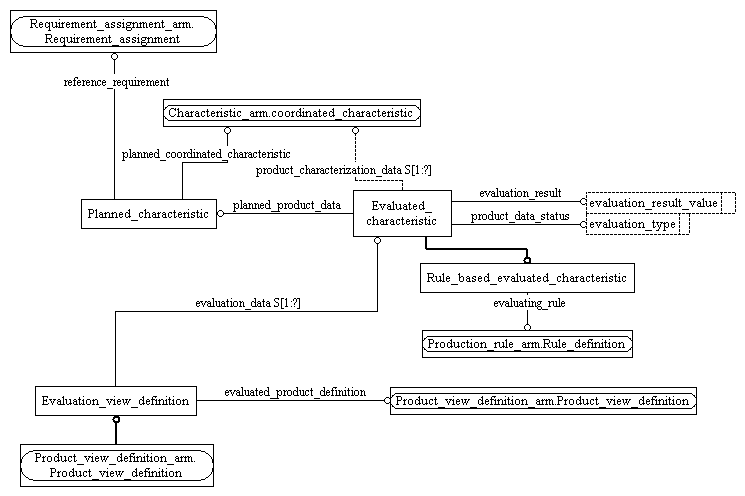 Requirement_assignment_arm.
Requirement_assignment
reference_requirement
Characteristic_arm.coordinated_characteristic
planned_coordinated_characteristic
product_characterization_data S[1:?]
Planned_characteristic
planned_product_data
Evaluated_
characteristic
evaluation_result
evaluation_result_value
product_data_status
evaluation_type
Rule_based_evaluated_characteristic
evaluating_rule
evaluation_data S[1:?]
Production_rule_arm.Rule_definition
Evaluation_view_definition
evaluated_product_definition
Product_view_definition_arm.Product_view_definition
Product_view_definition_arm.
Product_view_definition